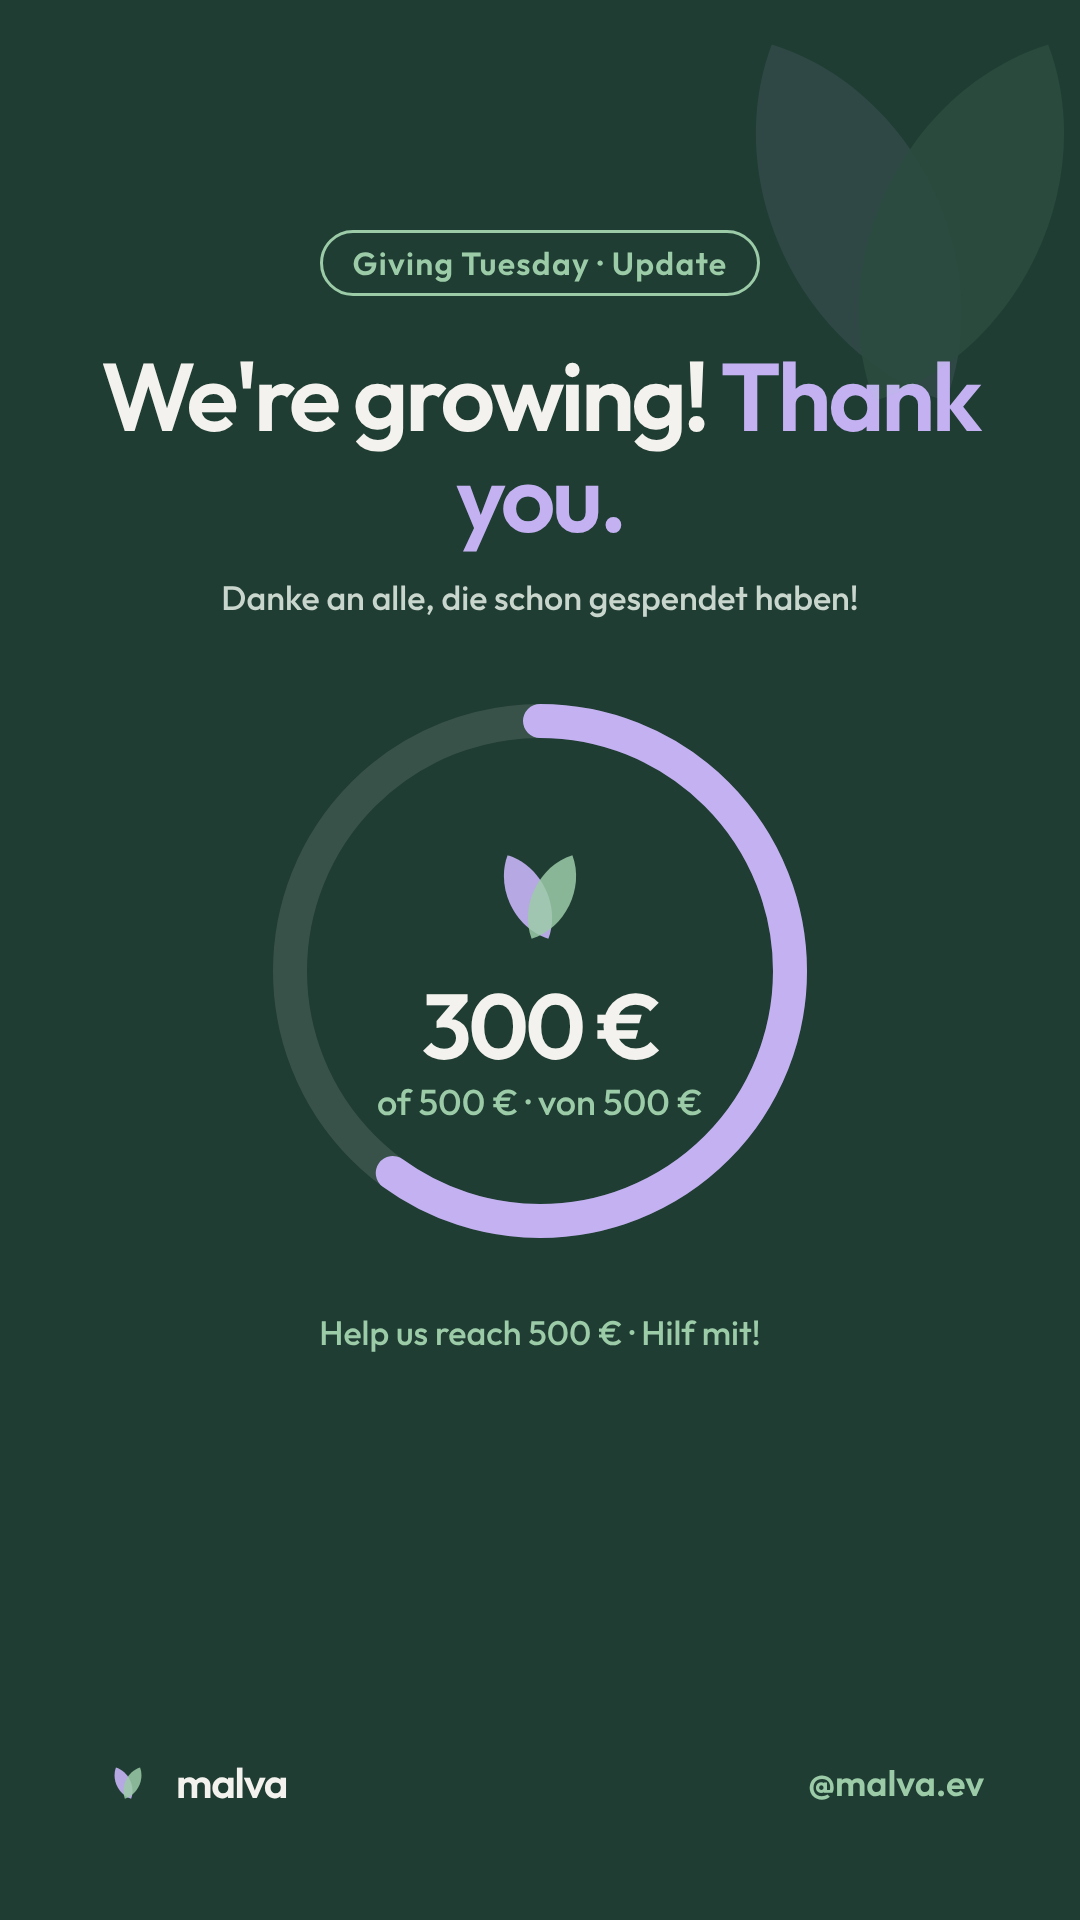 Giving Tuesday · Update
We're growing! Thank
you.
Danke an alle, die schon gespendet haben!
300 €
of 500 € · von 500 €
Help us reach 500 € · Hilf mit!
malva
@malva.ev